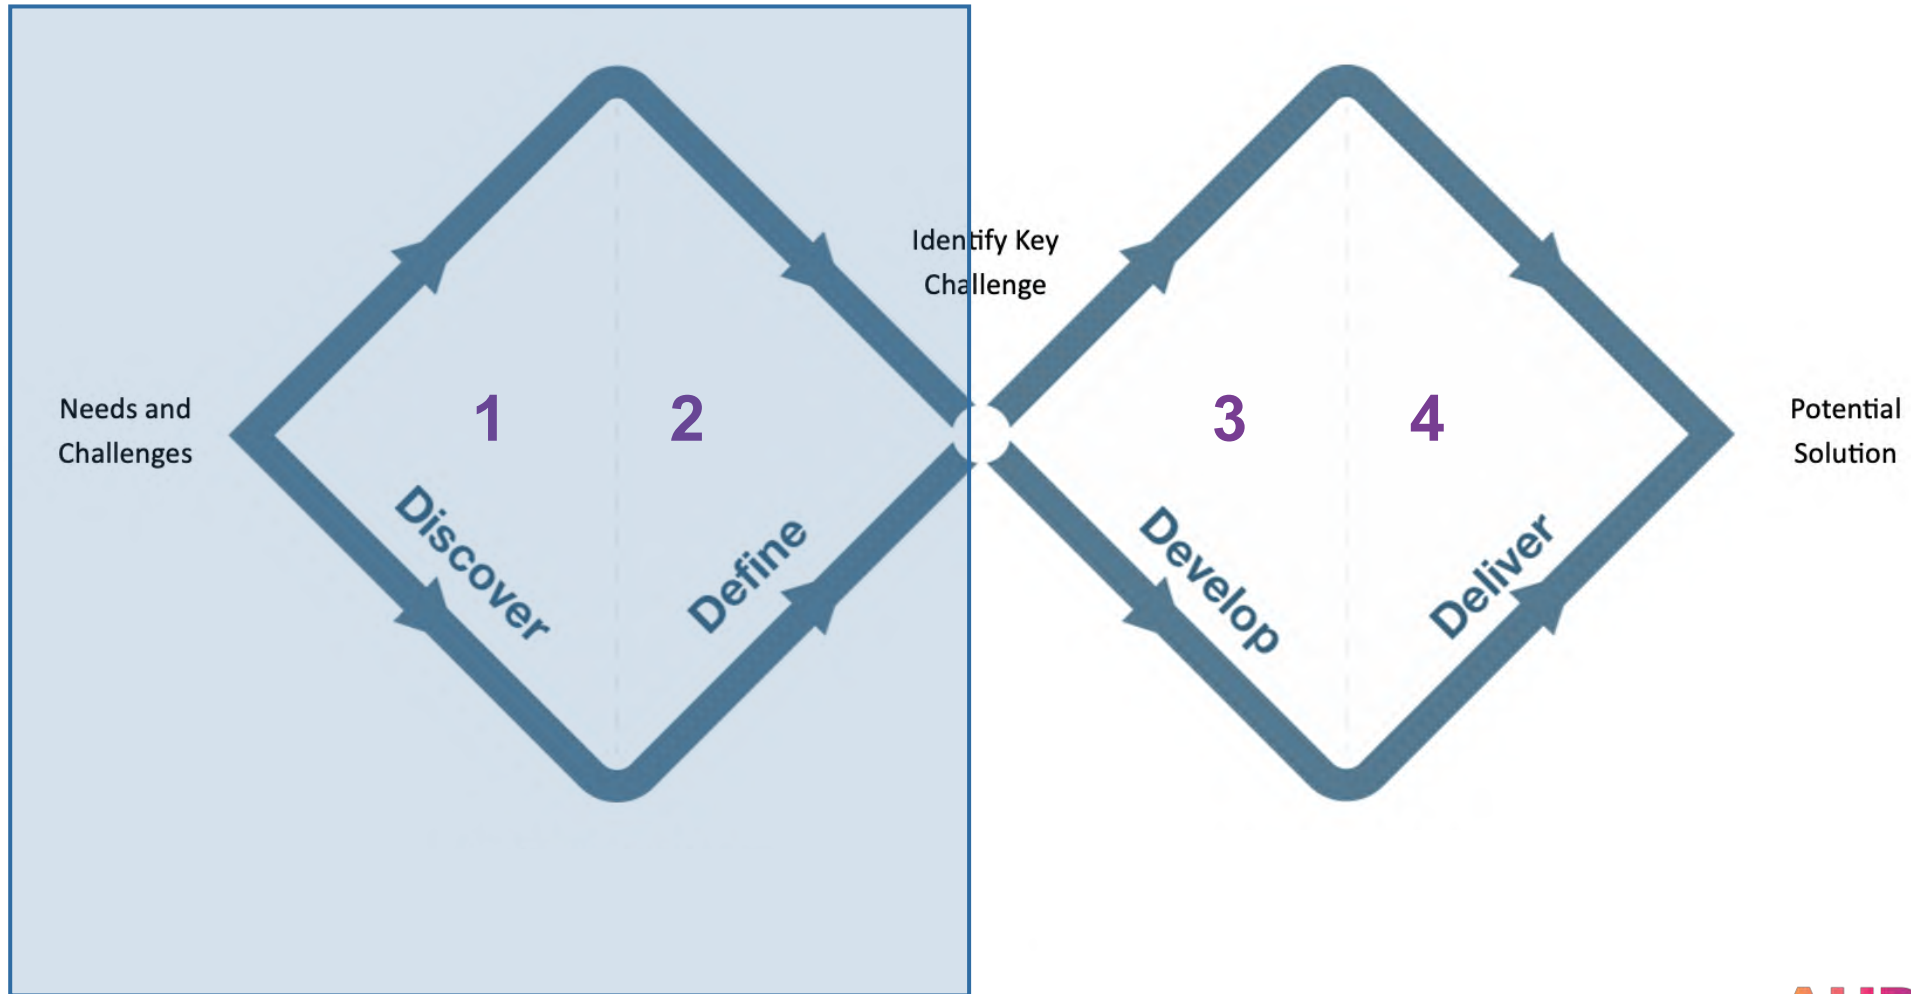 Identify Key
Challenge
Needs and
Challenges
1
2
3
4
Potential
Solution
Discover
Define
Develop
Deliver